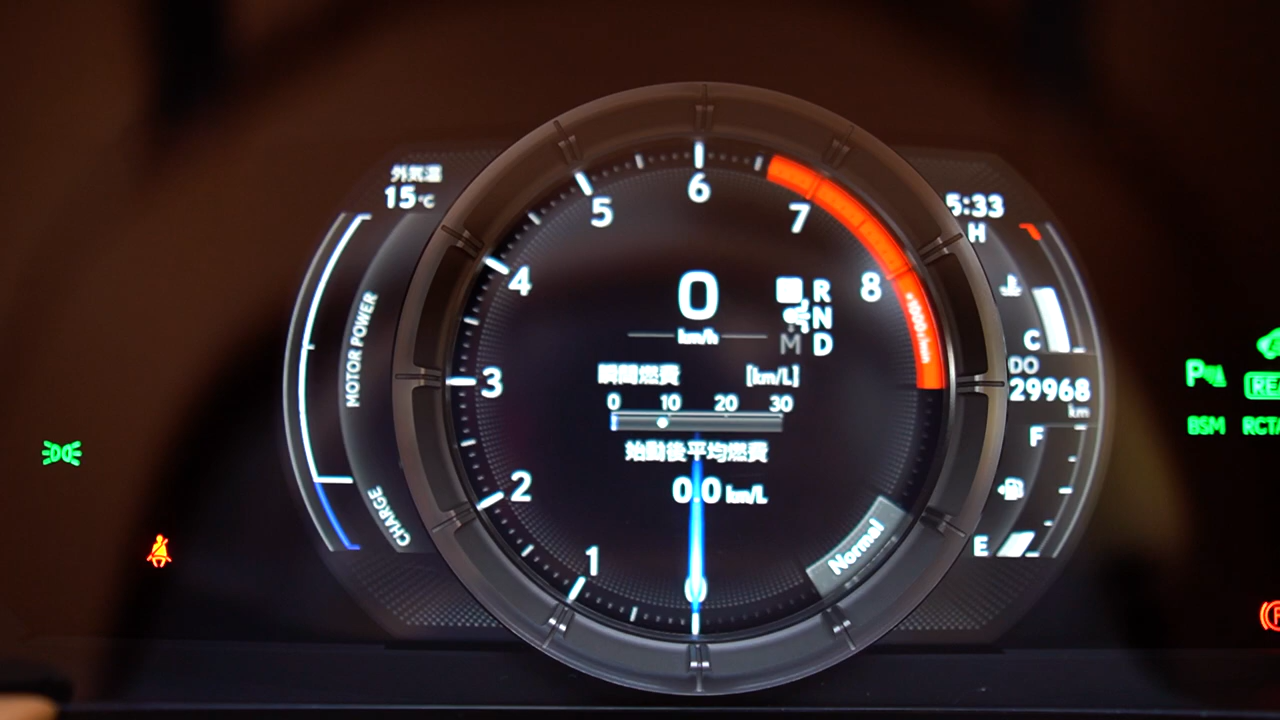 外気温
15°C
5:33
H
C
DO
29968
km
F
E
MOTOR POWER
CHARGE
0
1
2
3
4
5
6
7
8
×1000r/min
0
km/h
R
N
D
M
瞬間燃費 [km/L]
0 10 20 30
始動後平均燃費
0.0 km/L
Normal
P
BSM RCTA